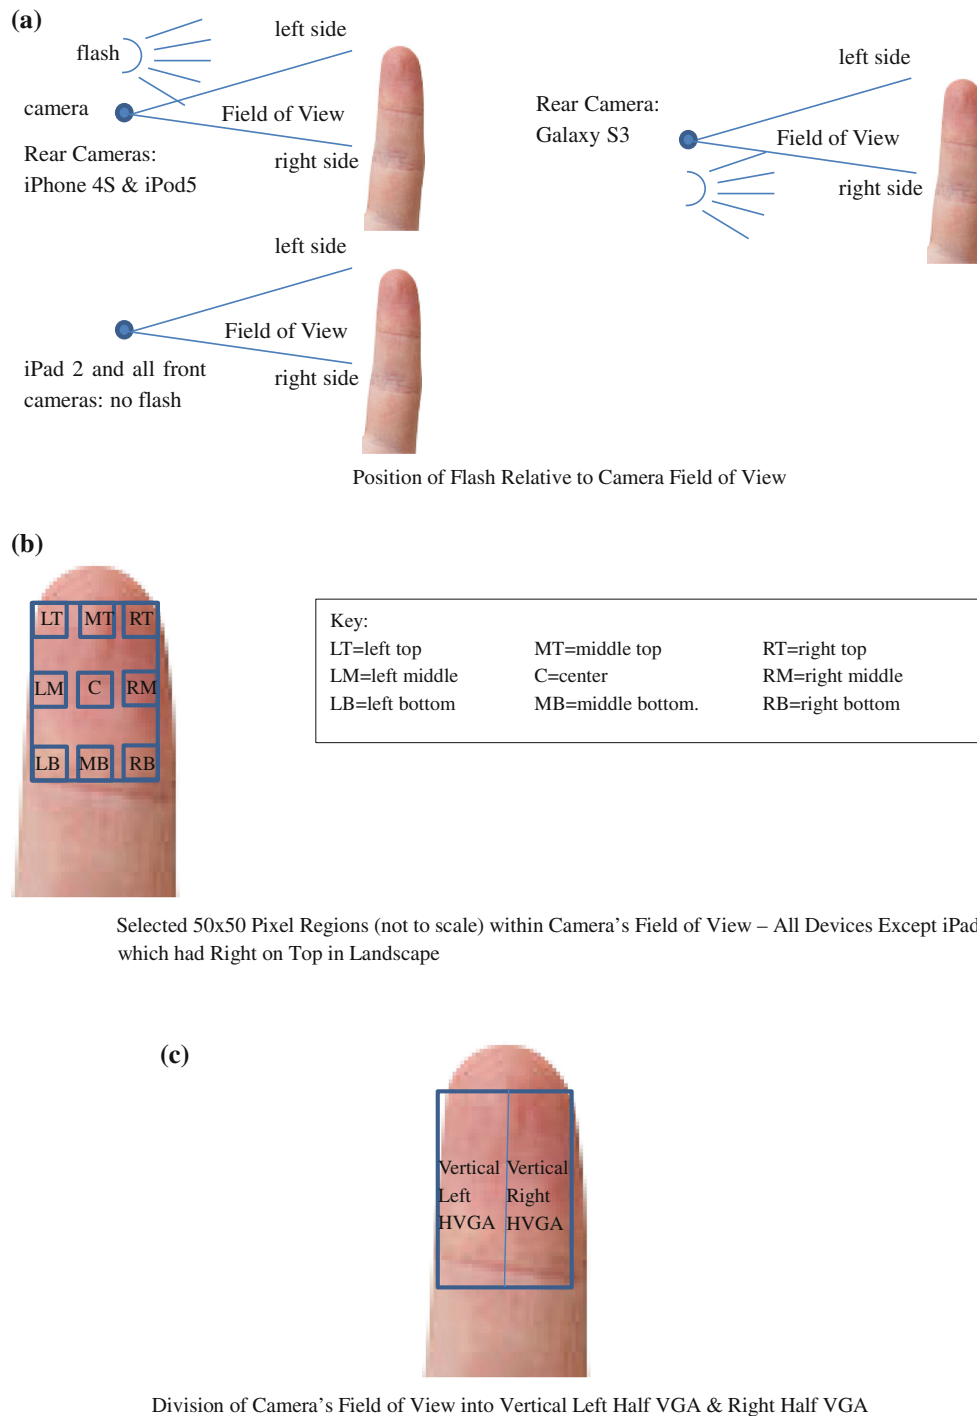 (a)
flash
left side
camera
Field of View
right side
Rear Cameras:
iPhone 4S & iPod5
left side
Rear Camera:
Galaxy S3
Field of View
right side
left side
Field of View
right side
iPad 2 and all front
cameras: no flash
Position of Flash Relative to Camera Field of View
(b)
LT MT RT
LM C RM
LB MB RB
Key:
LT=left top MT=middle top RT=right top
LM=left middle C=center RM=right middle
LB=left bottom MB=middle bottom. RB=right bottom
Selected 50x50 Pixel Regions (not to scale) within Camera's Field of View – All Devices Except iPad
which had Right on Top in Landscape
(c)
Vertical Vertical
Left Right
HVGA HVGA
Division of Camera's Field of View into Vertical Left Half VGA & Right Half VGA